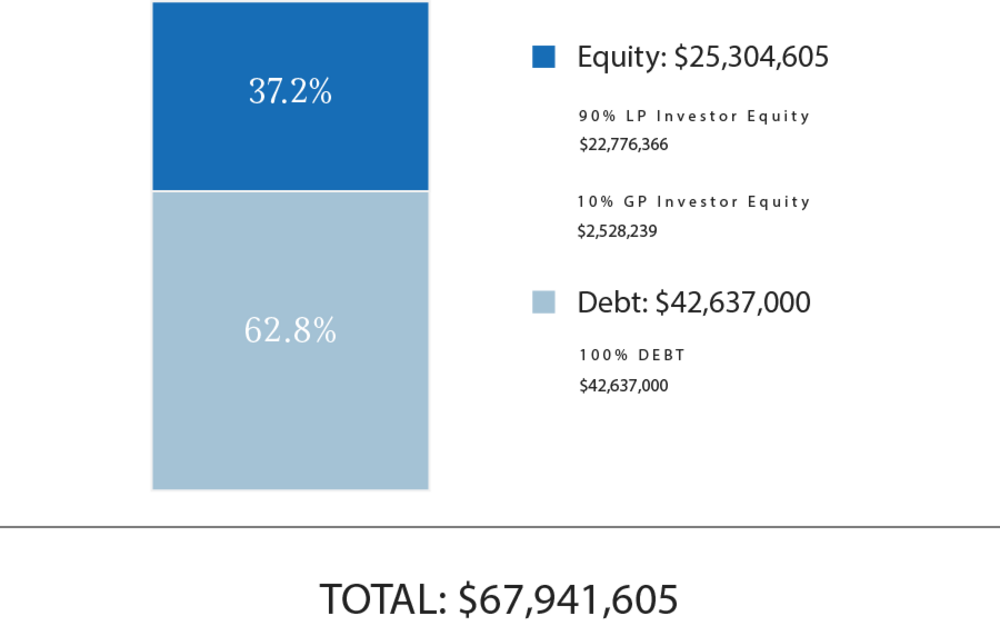 37.2%
62.8%
Equity: $25,304,605
90% LP Investor Equity
$22,776,366
10% GP Investor Equity
$2,528,239
Debt: $42,637,000
100% DEBT
$42,637,000
TOTAL: $67,941,605